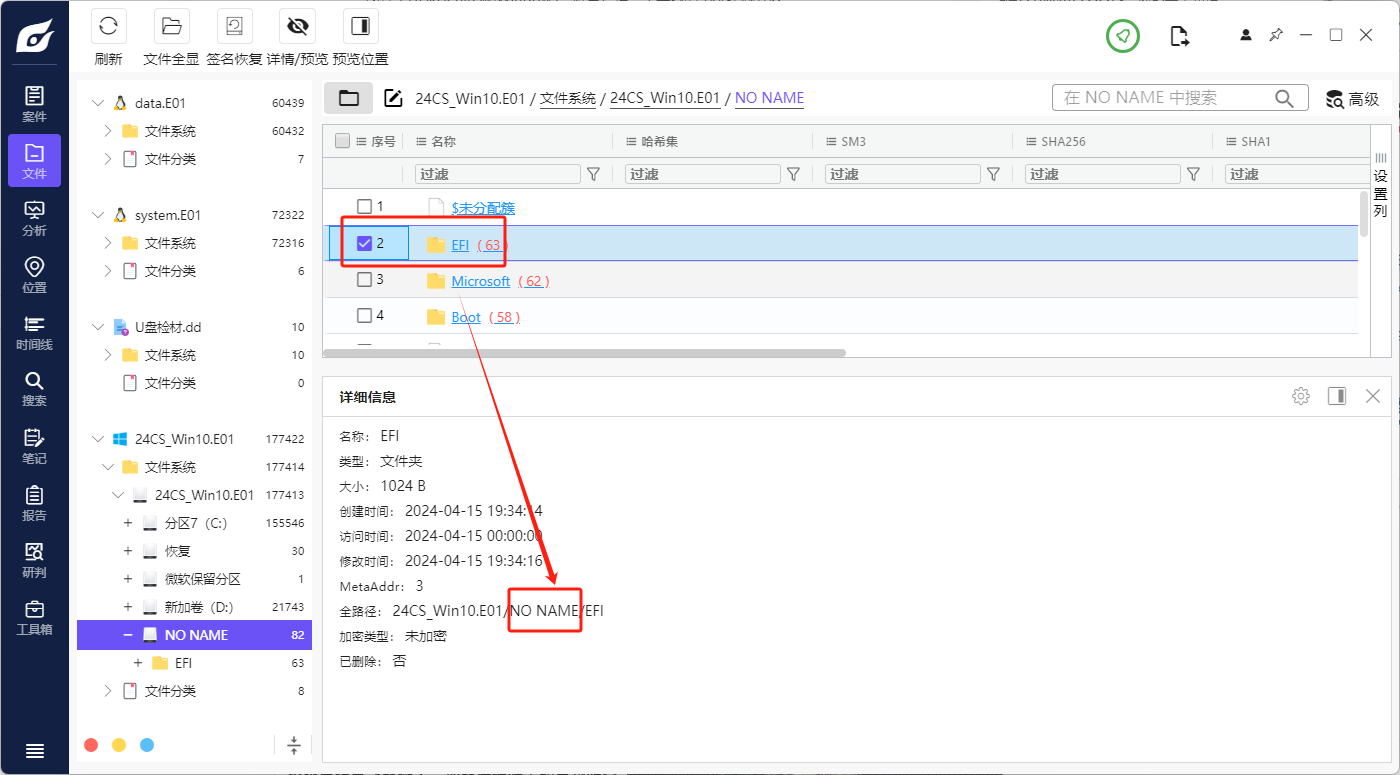 刷新 文件全显 签名恢复 详情/预览 预览位置
案件
文件
分析
位置
时间线
搜索
笔记
报告
研判
工具箱
data.E01 60439
文件系统 60432
文件分类 7
system.E01 72322
文件系统 72316
文件分类 6
U盘检材.dd 10
文件系统 10
文件分类 0
24CS_Win10.E01 177422
文件系统 177414
24CS_Win10.E01 177413
分区7（C:） 155546
恢复 30
微软保留分区 1
新加卷（D:） 21743
NO NAME 82
EFI 63
文件分类 8
24CS_Win10.E01 / 文件系统 / 24CS_Win10.E01 / NO NAME
在 NO NAME 中搜索
高级
序号 名称 哈希集 SM3 SHA256 SHA1
过滤 过滤 过滤 过滤 过滤
1 $未分配簇
2 EFI ( 63 )
3 Microsoft ( 62 )
4 Boot ( 58 )
设置列
详细信息
名称： EFI
类型： 文件夹
大小： 1024 B
创建时间： 2024-04-15 19:34:14
访问时间： 2024-04-15 00:00:00
修改时间： 2024-04-15 19:34:16
MetaAddr： 3
全路径： 24CS_Win10.E01/NO NAME/EFI
加密类型： 未加密
已删除： 否